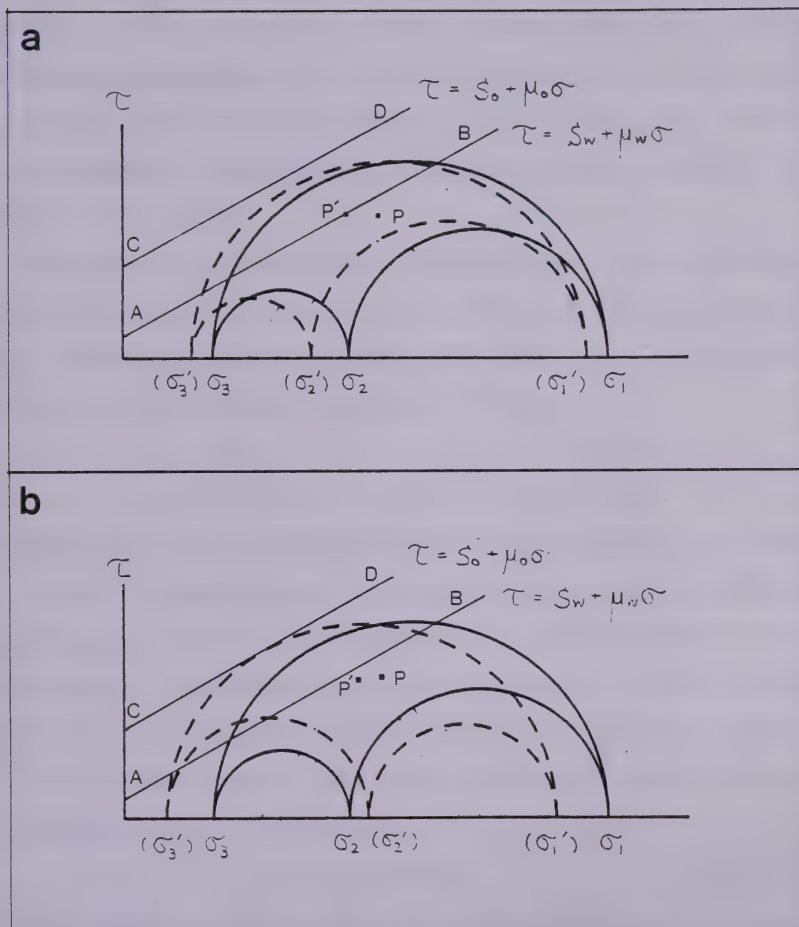 a
τ
D
τ = S₀ + μ₀σ
B
τ = Sw + μwσ
P' P
C
A
(σ₃') σ₃ (σ₂') σ₂ (σ₁') σ₁
b
τ
D
τ = S₀ + μ₀σ
B
τ = Sw + μwσ
P' P
C
A
(σ₃') σ₃ σ₂ (σ₂') (σ₁') σ₁